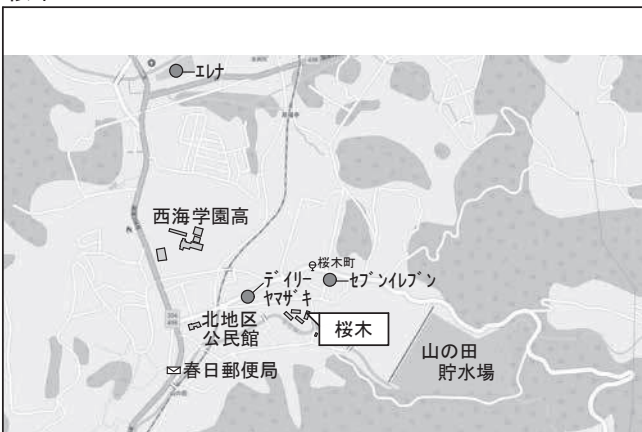 エレナ
西海学園高
桜木町
デイリー
ヤマザキ
セブンイレブン
北地区
公民館
桜木
山の田
貯水場
春日郵便局